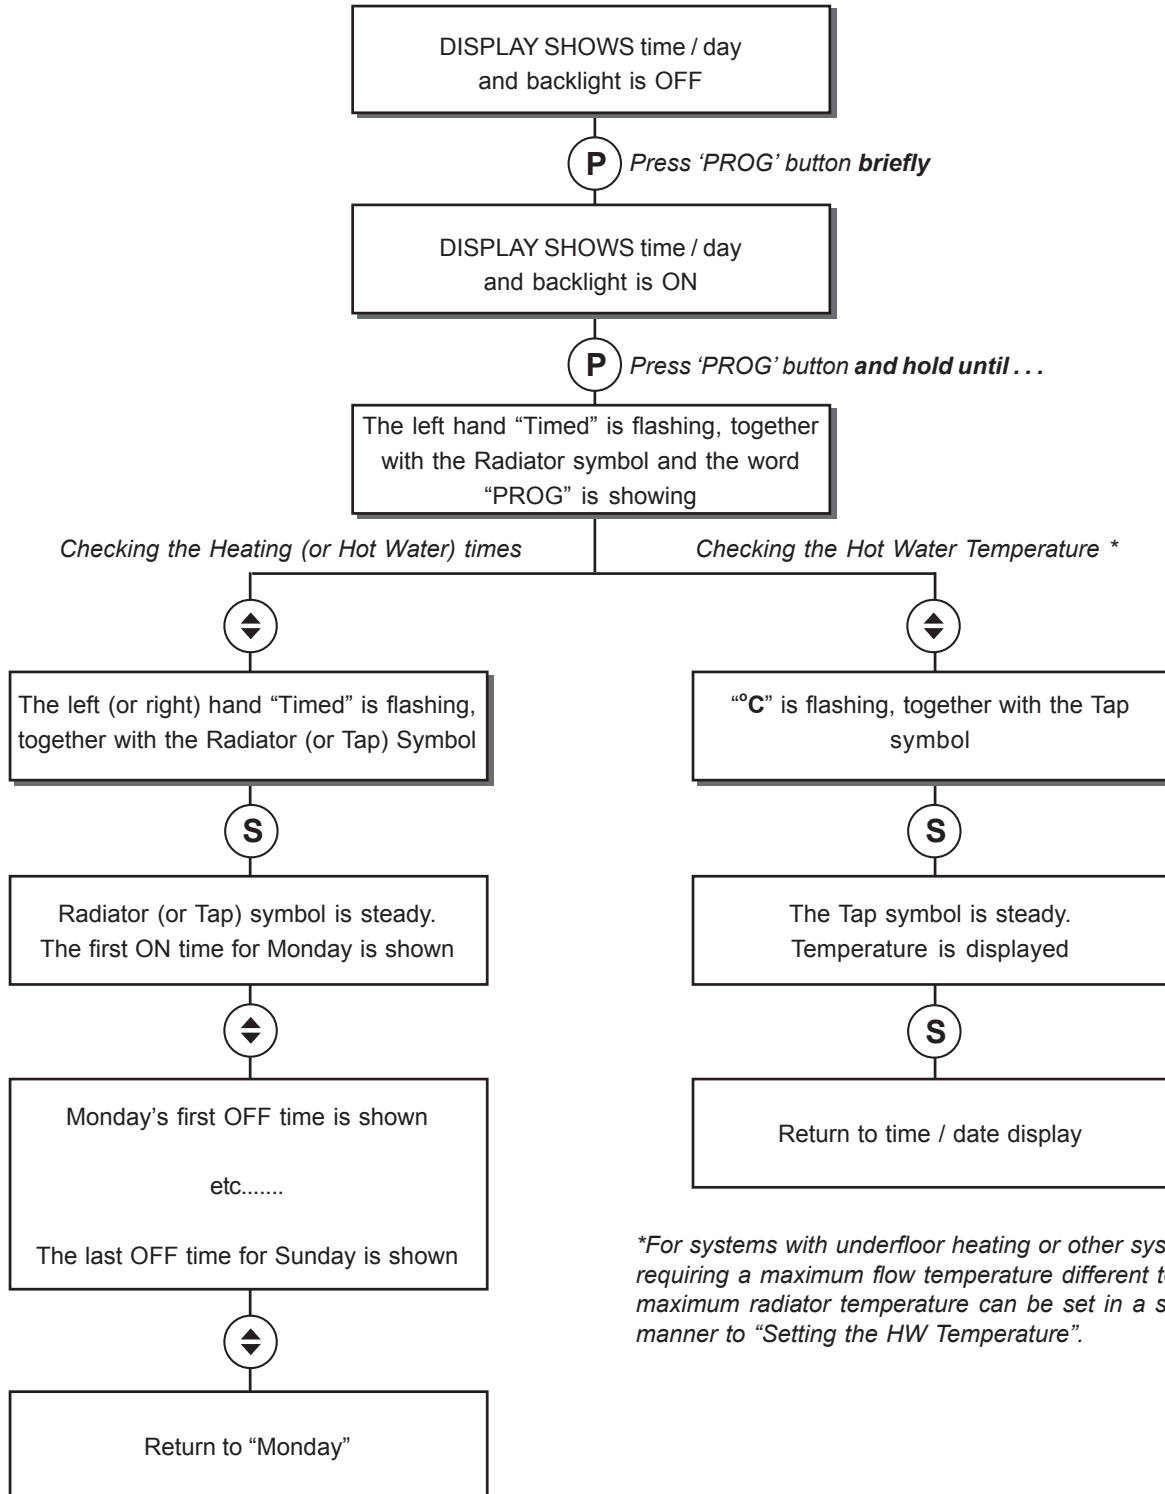 DISPLAY SHOWS time / day
and backlight is OFF
P
Press ‘PROG’ button briefly
DISPLAY SHOWS time / day
and backlight is ON
P
Press ‘PROG’ button and hold until . . .
The left hand “Timed” is flashing, together
with the Radiator symbol and the word
“PROG” is showing
Checking the Heating (or Hot Water) times
Checking the Hot Water Temperature *
The left (or right) hand “Timed” is flashing,
together with the Radiator (or Tap) Symbol
S
Radiator (or Tap) symbol is steady.
The first ON time for Monday is shown
Monday’s first OFF time is shown
etc.......
The last OFF time for Sunday is shown
Return to “Monday”
“°C” is flashing, together with the Tap
symbol
S
The Tap symbol is steady.
Temperature is displayed
S
Return to time / date display
*For systems with underfloor heating or other
requiring a maximum flow temperature different
maximum radiator temperature can be set in a
manner to “Setting the HW Temperature”.